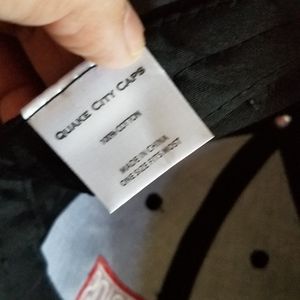 QUAKE CITY CAPS
100% COTTON
MADE IN CHINA
ONE SIZE FITS MOST